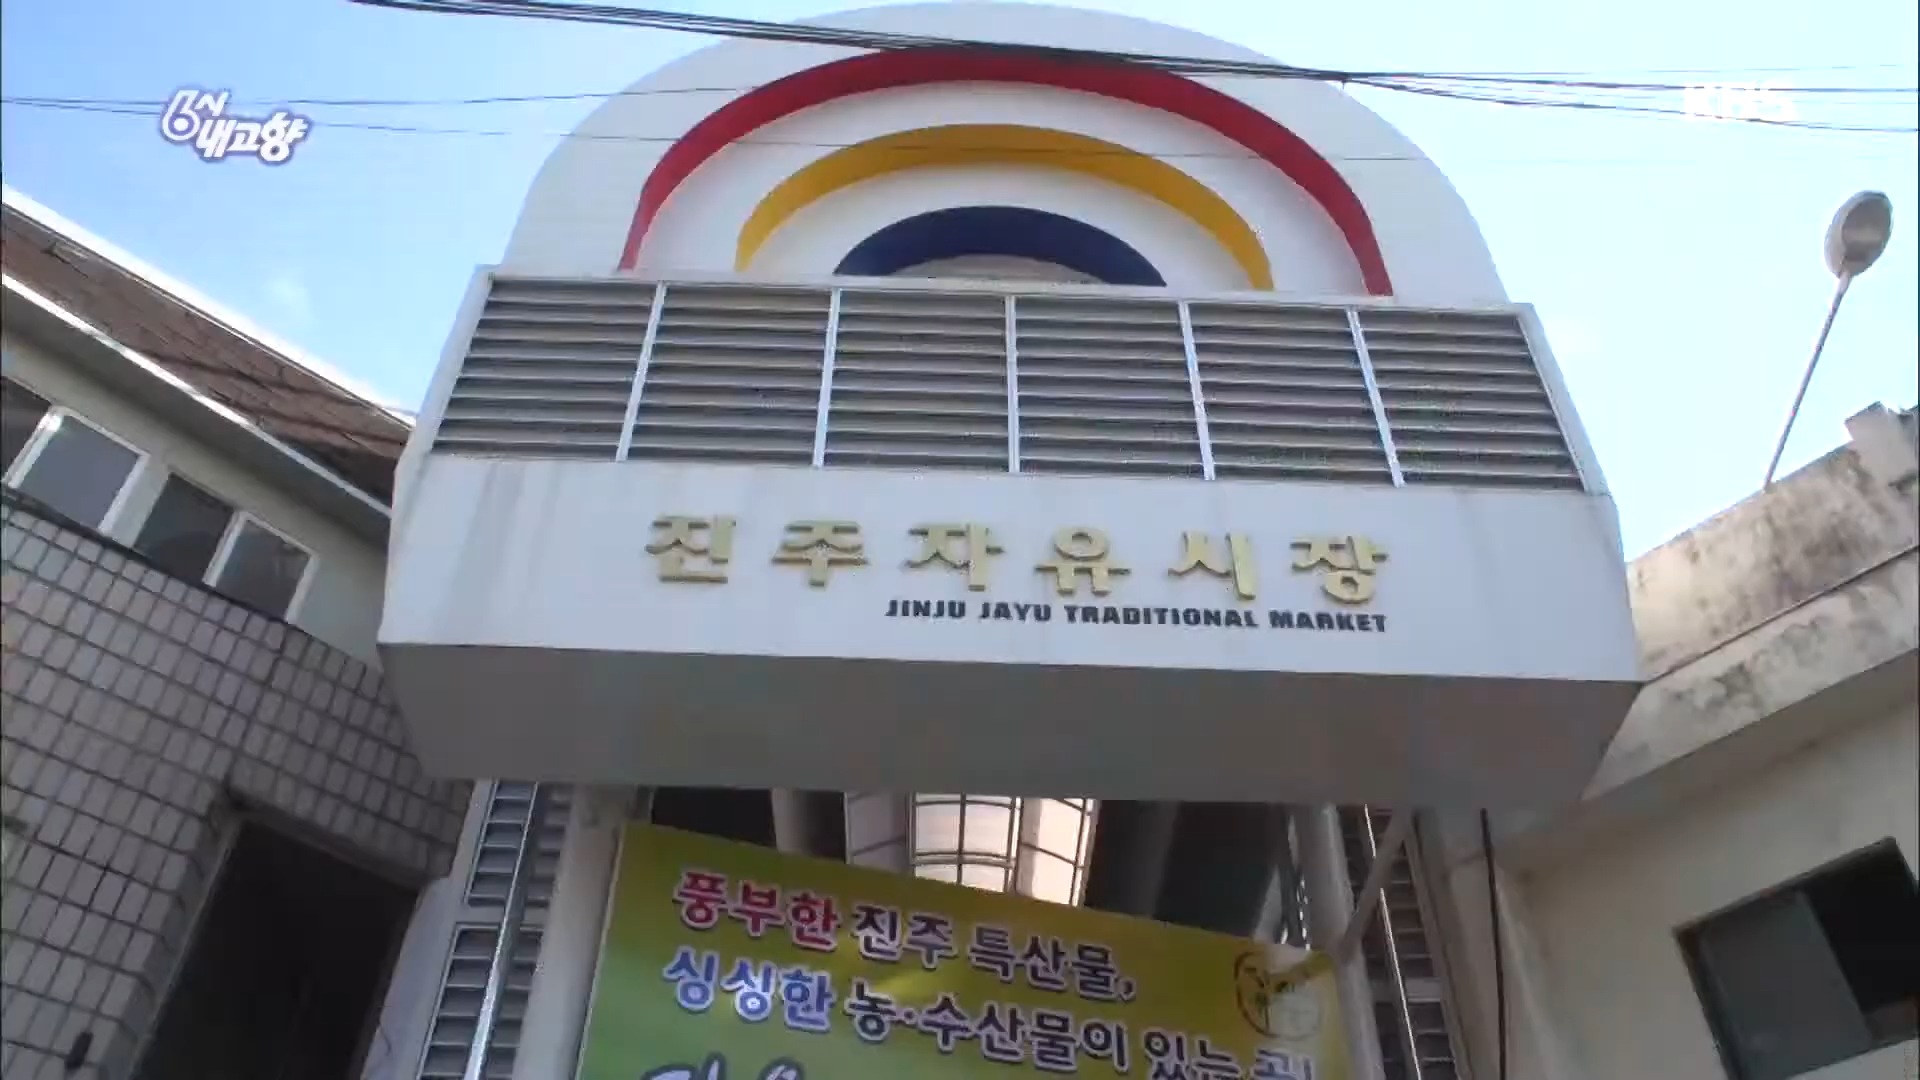 6시
내고향
KBS
진주자유시장
JINJU JAYU TRADITIONAL MARKET
풍부한 진주 특산물,
싱싱한 농·수산물이 있는 곳!